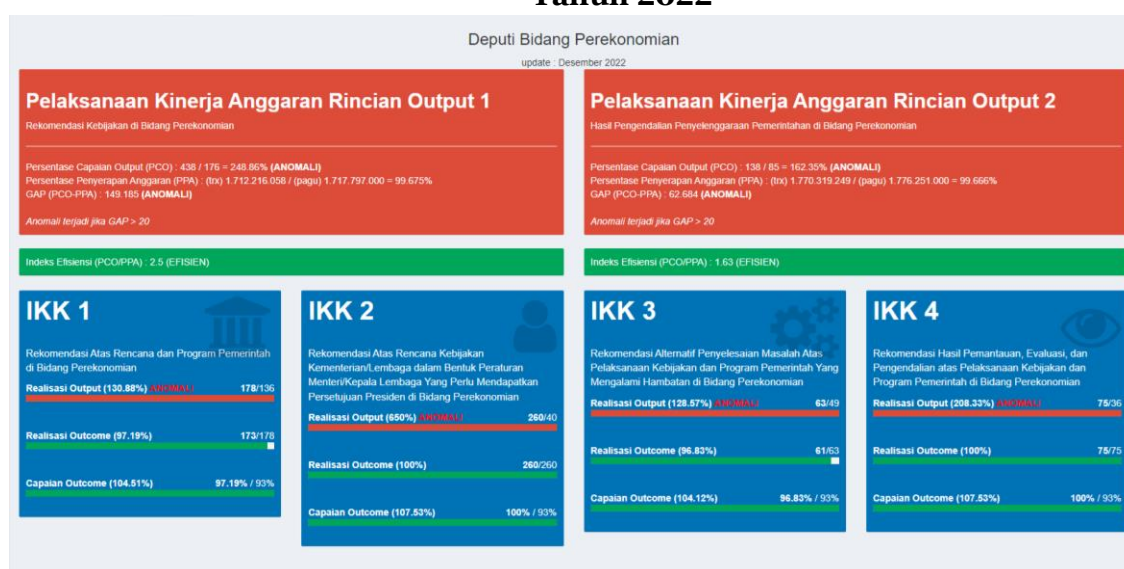 Tahun 2022
Deputi Bidang Perekonomian
update : Desember 2022
Pelaksanaan Kinerja Anggaran Rincian Output 1
Rekomendasi Kebijakan di Bidang Perekonomian
Persentase Capaian Output (PCO) : 438 / 176 = 248.86% (ANOMALI)
Persentase Penyerapan Anggaran (PPA) : (trx) 1.712.216.058 / (pagu) 1.717.797.000 = 99.675%
GAP (PCO-PPA) : 149.185 (ANOMALI)
Anomali terjadi jika GAP > 20
Indeks Efisiensi (PCO/PPA) : 2.5 (EFISIEN)
Pelaksanaan Kinerja Anggaran Rincian Output 2
Hasil Pengendalian Penyelenggaraan Pemerintahan di Bidang Perekonomian
Persentase Capaian Output (PCO) : 138 / 85 = 162.35% (ANOMALI)
Persentase Penyerapan Anggaran (PPA) : (trx) 1.770.319.249 / (pagu) 1.776.251.000 = 99.666%
GAP (PCO-PPA) : 62.684 (ANOMALI)
Anomali terjadi jika GAP > 20
Indeks Efisiensi (PCO/PPA) : 1.63 (EFISIEN)
IKK 1
Rekomendasi Atas Rencana dan Program Pemerintah
di Bidang Perekonomian
Realisasi Output (130.88%) ANOMALI 178/136
Realisasi Outcome (97.19%) 173/178
Capaian Outcome (104.51%) 97.19% / 93%
IKK 2
Rekomendasi Atas Rencana Kebijakan
Kementerian/Lembaga dalam Bentuk Peraturan
Menteri/Kepala Lembaga Yang Perlu Mendapatkan
Persetujuan Presiden di Bidang Perekonomian
Realisasi Output (650%) ANOMALI 260/40
Realisasi Outcome (100%) 260/260
Capaian Outcome (107.53%) 100% / 93%
IKK 3
Rekomendasi Alternatif Penyelesaian Masalah Atas
Pelaksanaan Kebijakan dan Program Pemerintah Yang
Mengalami Hambatan di Bidang Perekonomian
Realisasi Output (128.57%) ANOMALI 63/49
Realisasi Outcome (96.83%) 61/63
Capaian Outcome (104.12%) 96.83% / 93%
IKK 4
Rekomendasi Hasil Pemantauan, Evaluasi, dan
Pengendalian atas Pelaksanaan Kebijakan dan
Program Pemerintah di Bidang Perekonomian
Realisasi Output (208.33%) ANOMALI 75/36
Realisasi Outcome (100%) 75/75
Capaian Outcome (107.53%) 100% / 93%